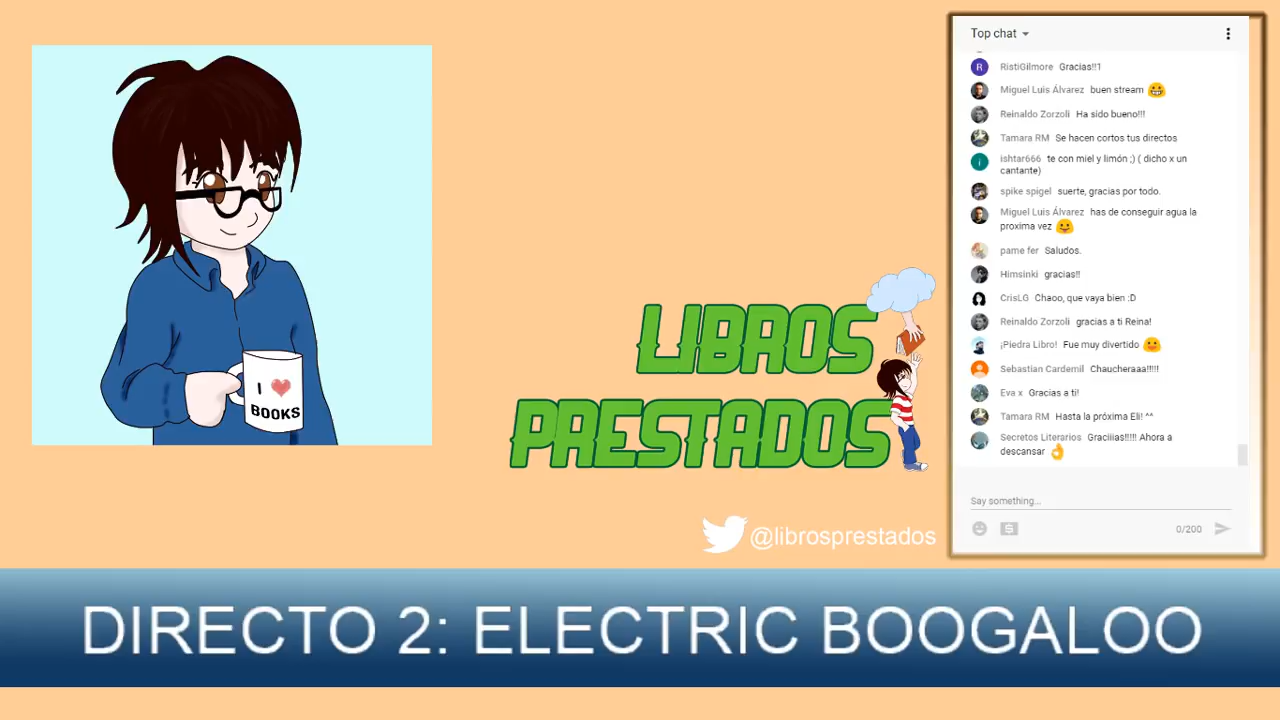 I
BOOKS
LIBROS
PRESTADOS
@librosprestados
Top chat
RistiGilmore Gracias!!1
Miguel Luis Álvarez buen stream
Reinaldo Zorzoli Ha sido bueno!!!
Tamara RM Se hacen cortos tus directos
ishtar666 te con miel y limón ;) ( dicho x un
cantante)
spike spigel suerte, gracias por todo.
Miguel Luis Álvarez has de conseguir agua la
proxima vez
pame fer Saludos.
Himsinki gracias!!
CrisLG Chaoo, que vaya bien :D
Reinaldo Zorzoli gracias a ti Reina!
¡Piedra Libro! Fue muy divertido
Sebastian Cardemil Chaucheraaa!!!!!
Eva x Gracias a ti!
Tamara RM Hasta la próxima Eli! ^^
Secretos Literarios Graciiias!!!!! Ahora a
descansar
Say something...
0/200
DIRECTO 2: ELECTRIC BOOGALOO